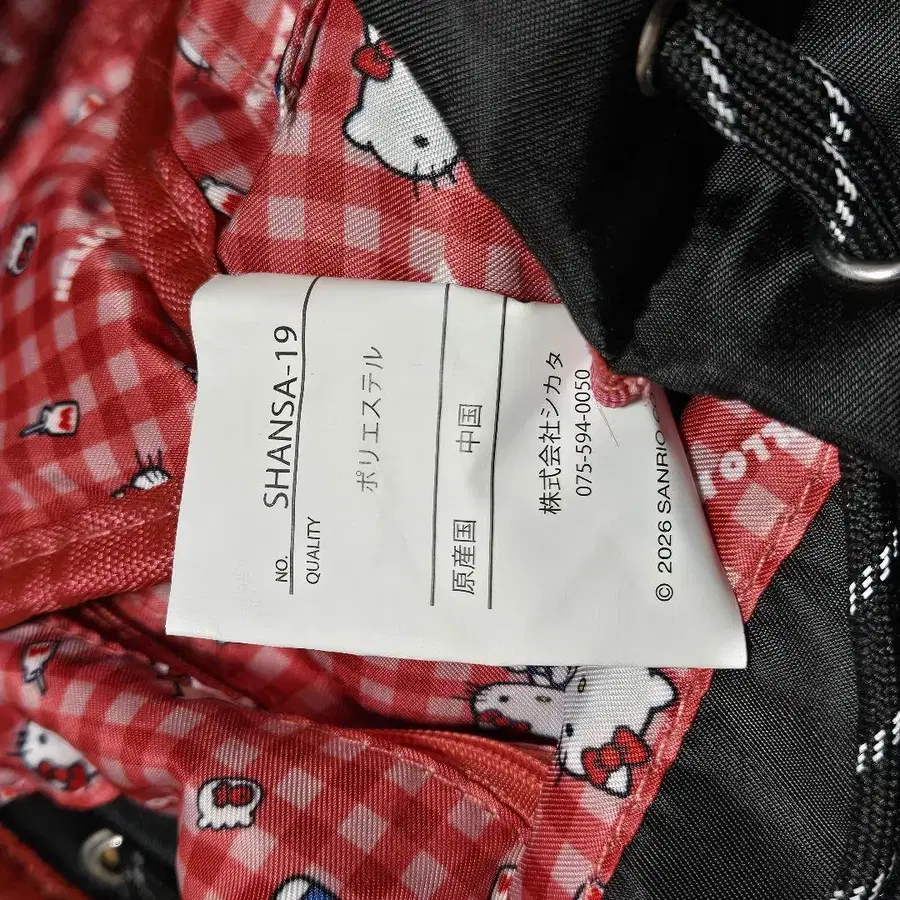 NO. SHANSA-19
QUALITY
ポリエステル
原産国 中国
株式会社シカタ
075-594-0050
© 2026 SANRIO